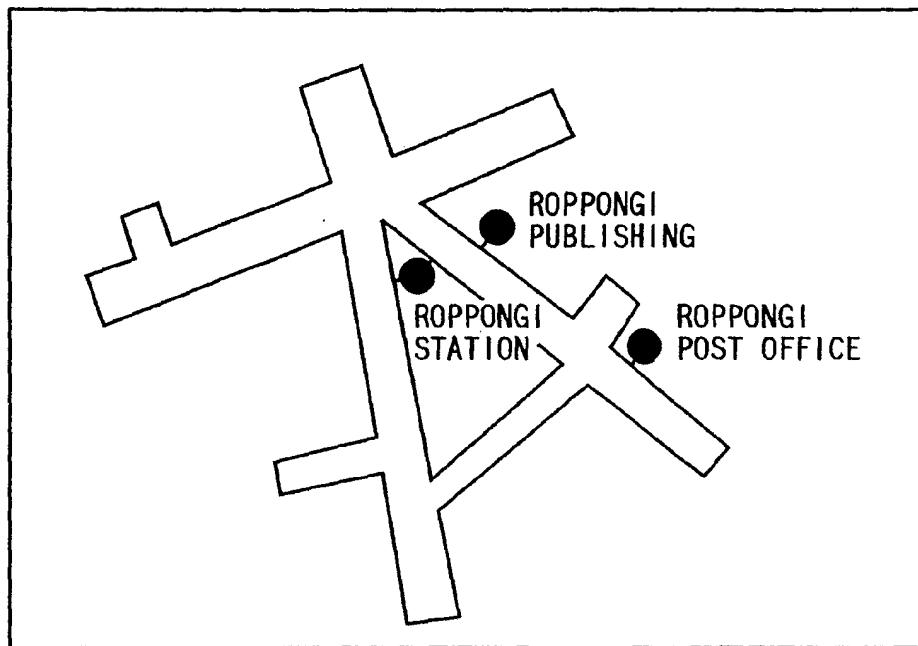 ROPPONGI
PUBLISHING
ROPPONGI
STATION
ROPPONGI
POST OFFICE